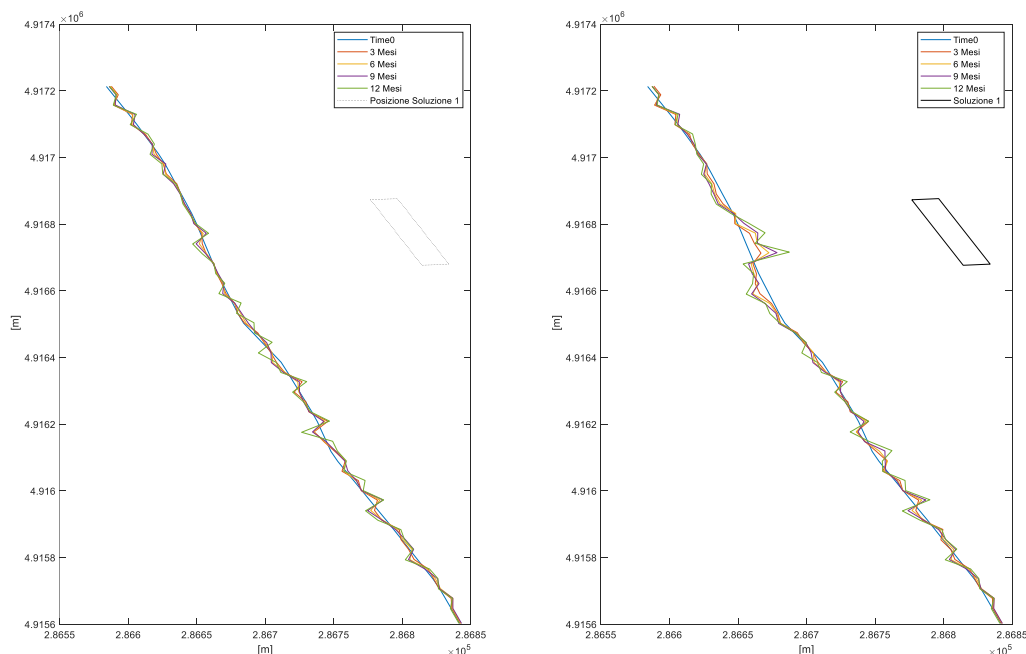 ×10⁶
4.9174
4.9172
4.917
4.9168
4.9166
4.9164
4.9162
4.916
4.9158
4.9156
[m]
2.8655
2.866
2.8665
2.867
2.8675
2.868
2.8685
[m]
×10⁵
Time0
3 Mesi
6 Mesi
9 Mesi
12 Mesi
Posizione Soluzione 1
×10⁶
4.9174
4.9172
4.917
4.9168
4.9166
4.9164
4.9162
4.916
4.9158
4.9156
[m]
2.8655
2.866
2.8665
2.867
2.8675
2.868
2.8685
[m]
×10⁵
Time0
3 Mesi
6 Mesi
9 Mesi
12 Mesi
Soluzione 1